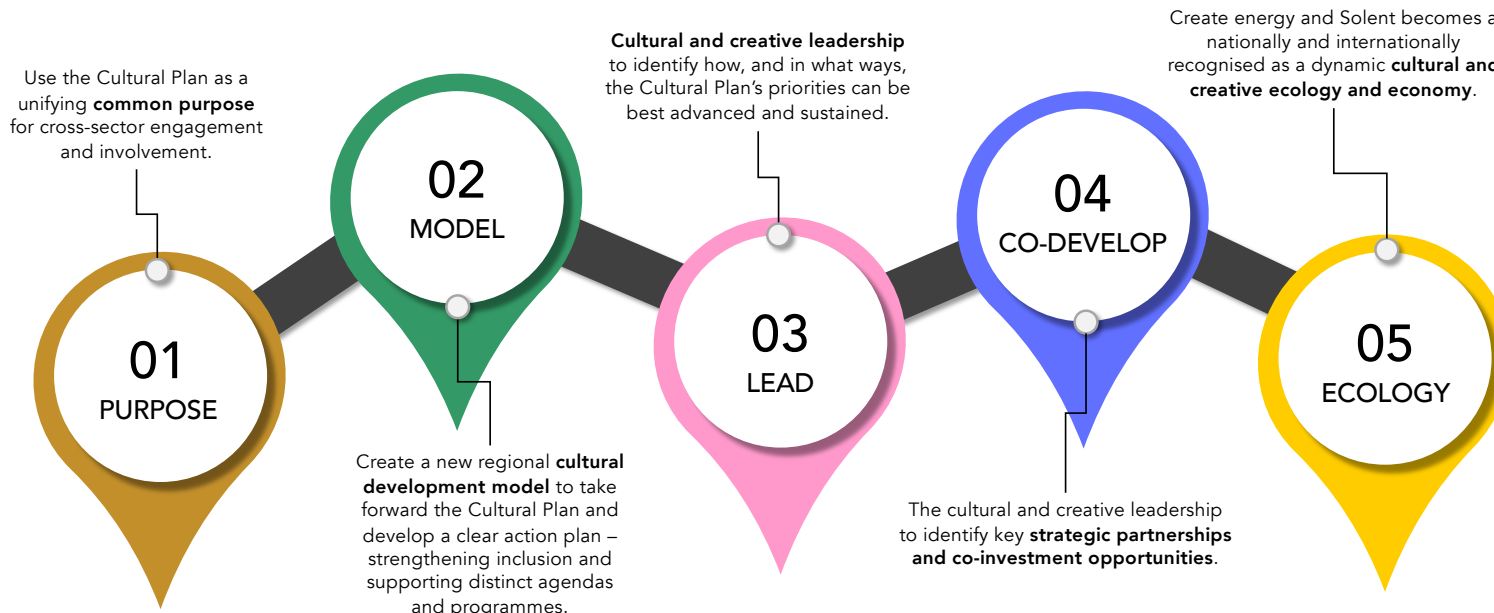 Use the Cultural Plan as a
unifying common purpose
for cross-sector engagement
and involvement.
01
PURPOSE
02
MODEL
Create a new regional cultural
development model to take
forward the Cultural Plan and
develop a clear action plan –
strengthening inclusion and
supporting distinct agendas
and programmes.
Cultural and creative leadership
to identify how, and in what ways,
the Cultural Plan's priorities can be
best advanced and sustained.
03
LEAD
04
CO-DEVELOP
The cultural and creative leadership
to identify key strategic partnerships
and co-investment opportunities.
Create energy and Solent becomes a
nationally and internationally
recognised as a dynamic cultural and
creative ecology and economy.
05
ECOLOGY